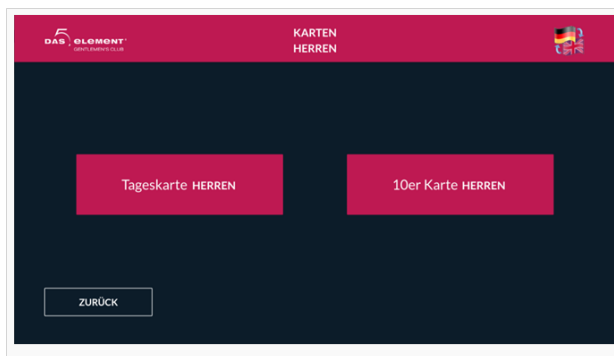 5
DAS element
GENTLEMEN'S CLUB
KARTEN
HERREN
Tageskarte HERREN
10er Karte HERREN
ZURÜCK